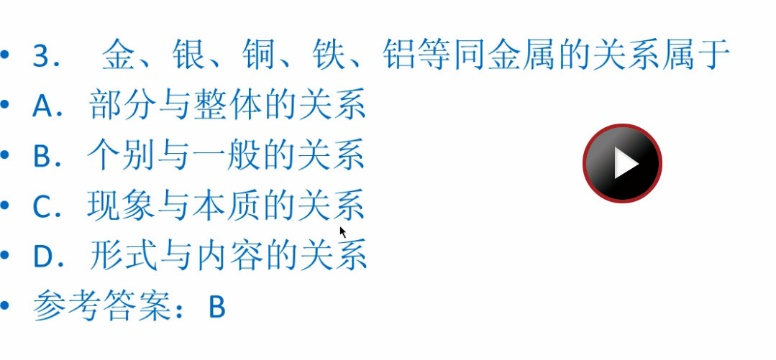 • 3． 金、银、铜、铁、铝等同金属的关系属于
• A．部分与整体的关系
• B．个别与一般的关系
• C．现象与本质的关系
• D．形式与内容的关系
• 参考答案：B